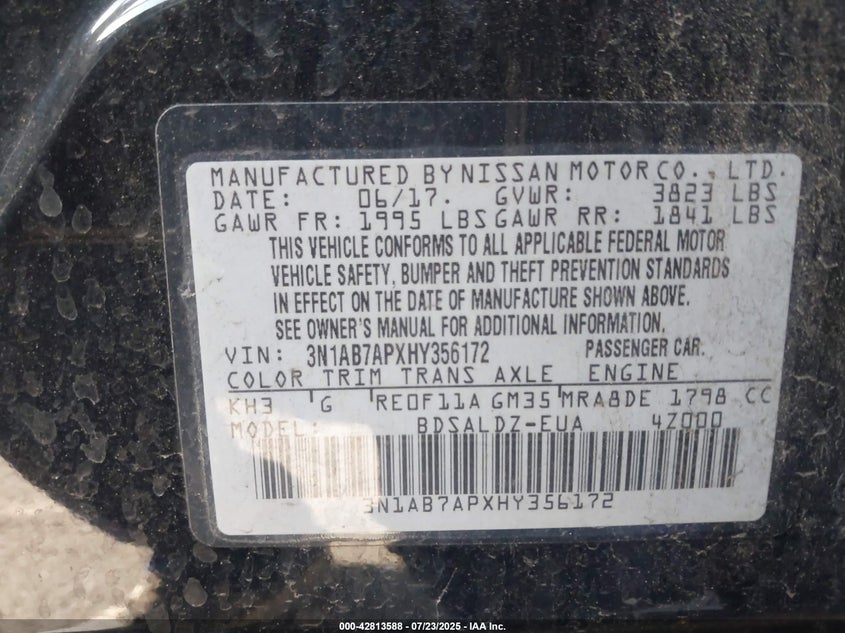 MANUFACTURED BY NISSAN MOTOR CO., LTD.
DATE: 06/17. GVWR: 3823 LBS
GAWR FR: 1995 LBS GAWR RR: 1841 LBS
THIS VEHICLE CONFORMS TO ALL APPLICABLE FEDERAL MOTOR
VEHICLE SAFETY, BUMPER AND THEFT PREVENTION STANDARDS
IN EFFECT ON THE DATE OF MANUFACTURE SHOWN ABOVE.
SEE OWNER'S MANUAL FOR ADDITIONAL INFORMATION.
VIN: 3N1AB7APXHY356172 PASSENGER CAR.
COLOR TRIM TRANS AXLE ENGINE
KH3 G RE0F11A GM35 MRA8DE 1798 CC
MODEL: BDSALDZ-EUA 4Z000
3N1AB7APXHY356172
000-42813588 - 07/23/2025 - IAA Inc.